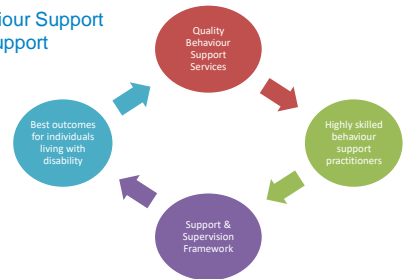 iour Support
upport
Quality
Behaviour
Support
Services
Highly skilled
behaviour
support
practitioners
Support &
Supervision
Framework
Best outcomes
for individuals
living with
disability